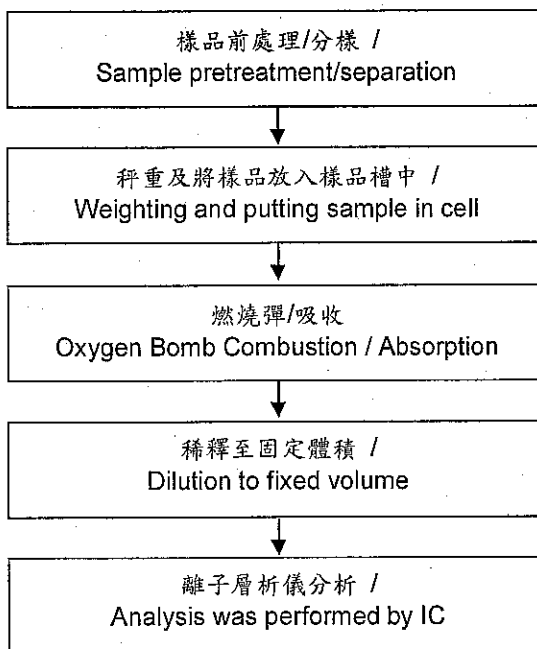 樣品前處理/分樣 /
Sample pretreatment/separation
秤重及將樣品放入樣品槽中 /
Weighting and putting sample in cell
燃燒彈/吸收
Oxygen Bomb Combustion / Absorption
稀釋至固定體積 /
Dilution to fixed volume
離子層析儀分析 /
Analysis was performed by IC